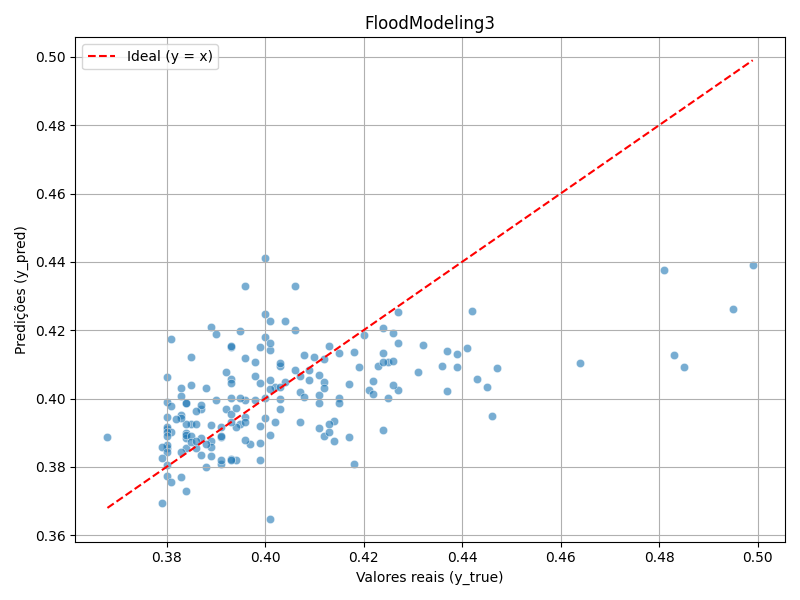 FloodModeling3
Ideal (y = x)
0.50
0.48
0.46
0.44
0.42
0.40
0.38
0.36
Predições (y_pred)
0.38 0.40 0.42 0.44 0.46 0.48 0.50
Valores reais (y_true)